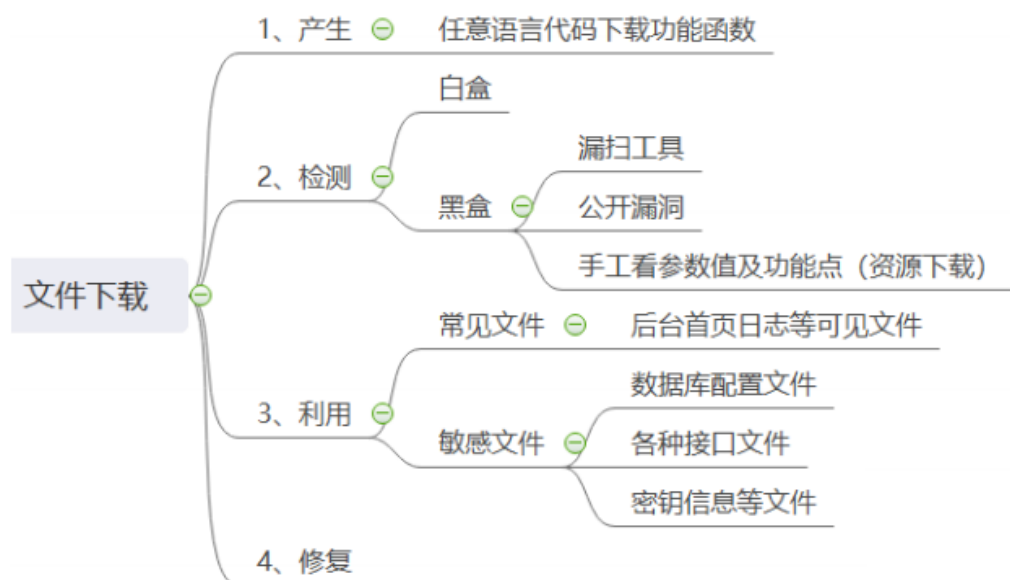 文件下载
1、产生
任意语言代码下载功能函数
2、检测
白盒
黑盒
漏扫工具
公开漏洞
手工看参数值及功能点（资源下载）
3、利用
常见文件
后台首页日志等可见文件
敏感文件
数据库配置文件
各种接口文件
密钥信息等文件
4、修复